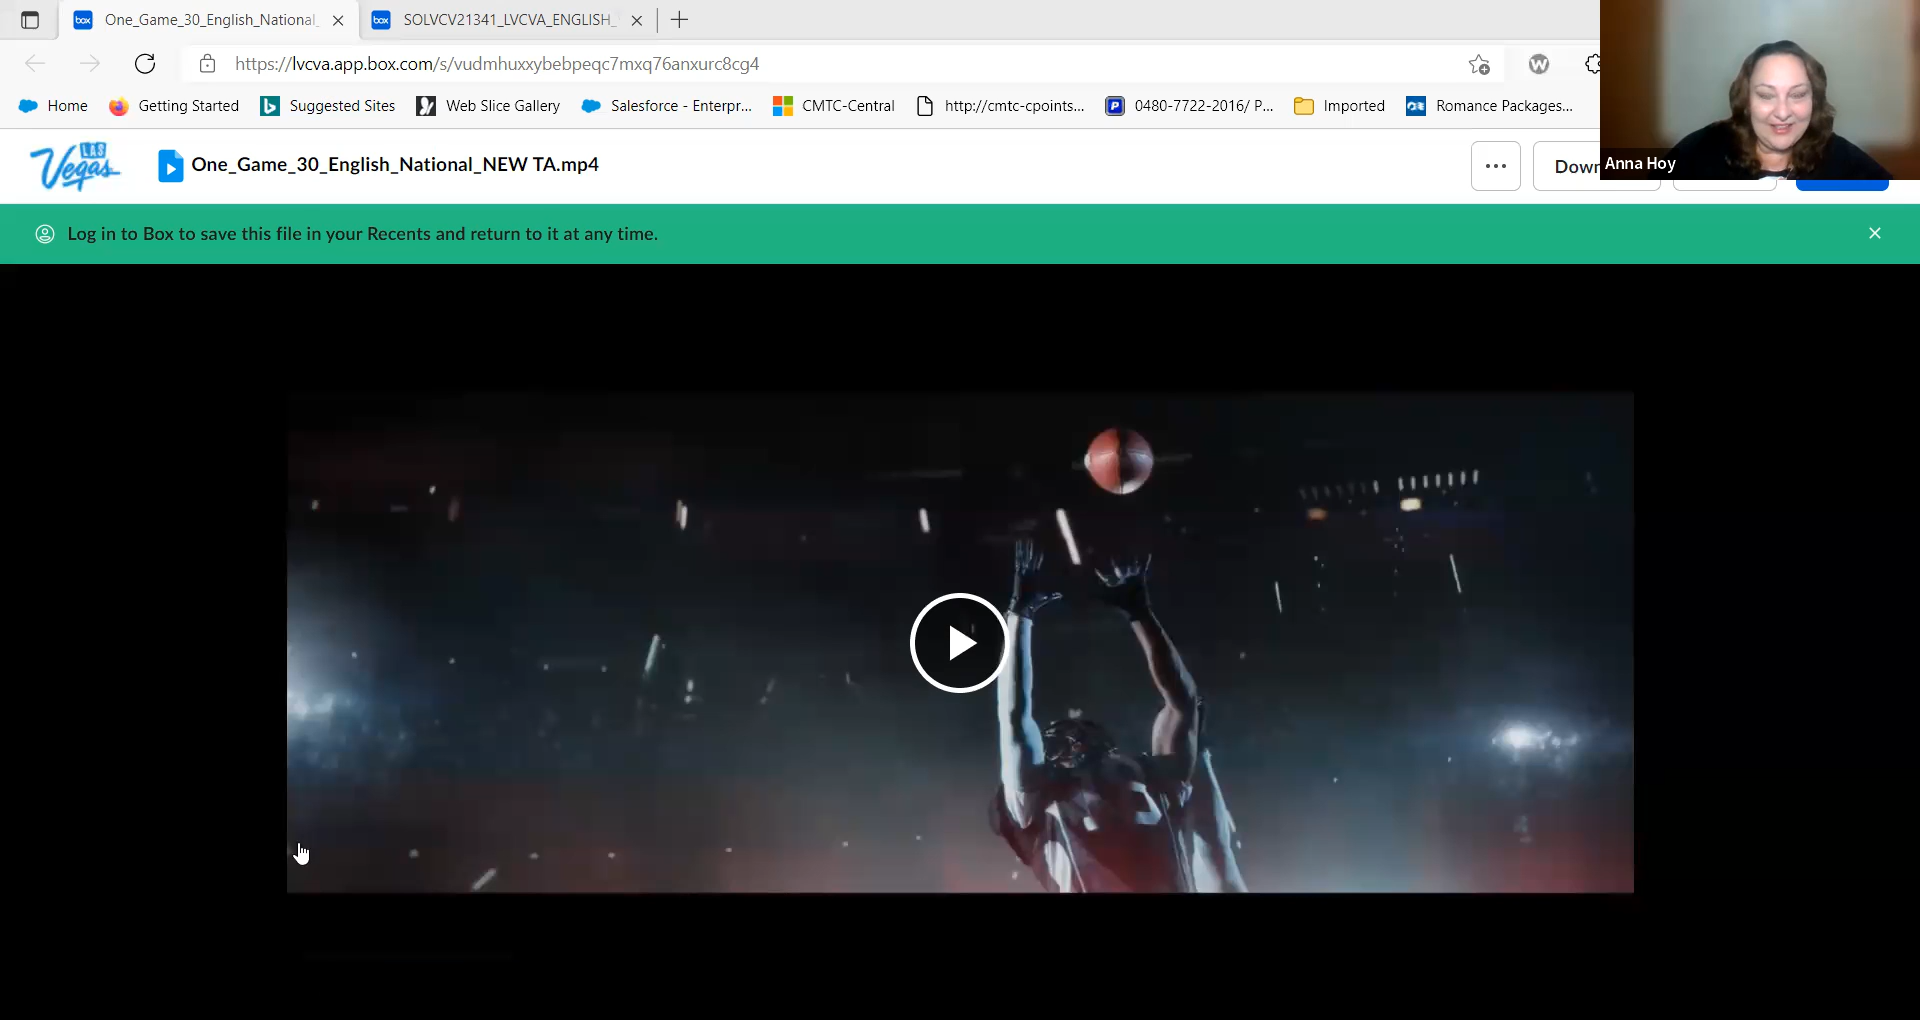 One_Game_30_English_National_
SOLVCV21341_LVCVA_ENGLISH_
https://lvcva.app.box.com/s/vudmhuxxybebpeqc7mxq76anxurc8cg4
Home
Getting Started
Suggested Sites
Web Slice Gallery
Salesforce - Enterpr...
CMTC-Central
http://cmtc-cpoints...
0480-7722-2016/ P...
Imported
Romance Packages...
LAS
Vegas
One_Game_30_English_National_NEW TA.mp4
Anna Hoy
Log in to Box to save this file in your Recents and return to it at any time.